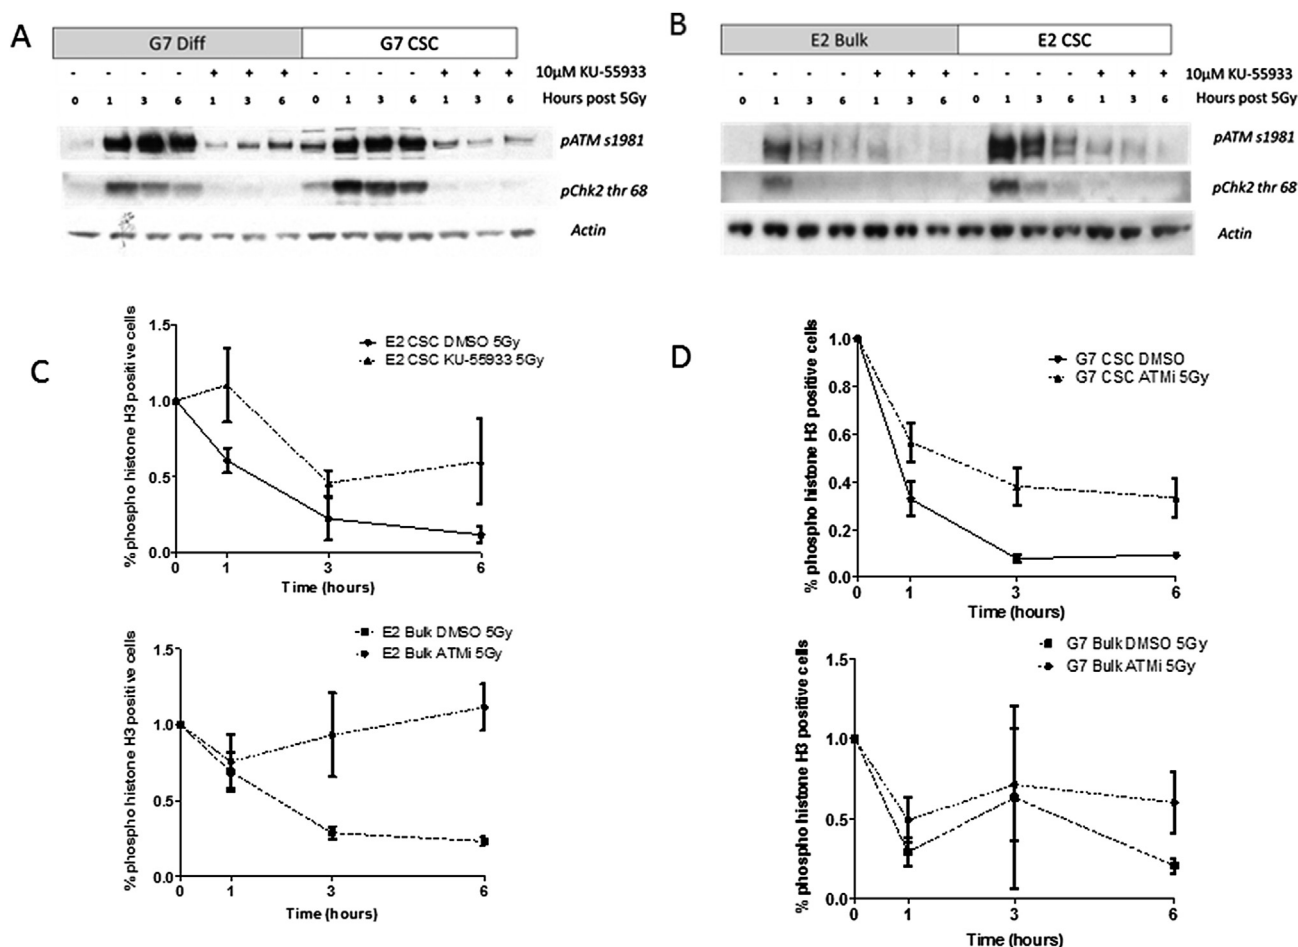 A
G7 Diff G7 CSC
- - - - + + + - - - - + + + 10µM KU-55933
0 1 3 6 1 3 6 0 1 3 6 1 3 6 Hours post 5Gy
pATM s1981
pChk2 thr 68
Actin
B
E2 Bulk E2 CSC
- - - - + + + - - - - + + + 10µM KU-55933
0 1 3 6 1 3 6 0 1 3 6 1 3 6 Hours post 5Gy
pATM s1981
pChk2 thr 68
Actin
C
% phospho histone H3 positive cells
1.5
1.0
0.5
0.0
E2 CSC DMSO 5Gy
E2 CSC KU-55933 5Gy
0 1 3 6
Time (hours)
% phospho histone H3 positive cells
1.5
1.0
0.5
0.0
E2 Bulk DMSO 5Gy
E2 Bulk ATMi 5Gy
0 1 3 6
Time (hours)
D
% phospho histone H3 positive cells
1.0
0.8
0.6
0.4
0.2
0.0
G7 CSC DMSO
G7 CSC ATMi 5Gy
0 1 3 6
Time (hours)
% phospho histone H3 positive cells
1.5
1.0
0.5
0.0
G7 Bulk DMSO 5Gy
G7 Bulk ATMi 5Gy
0 1 3 6
Time (hours)